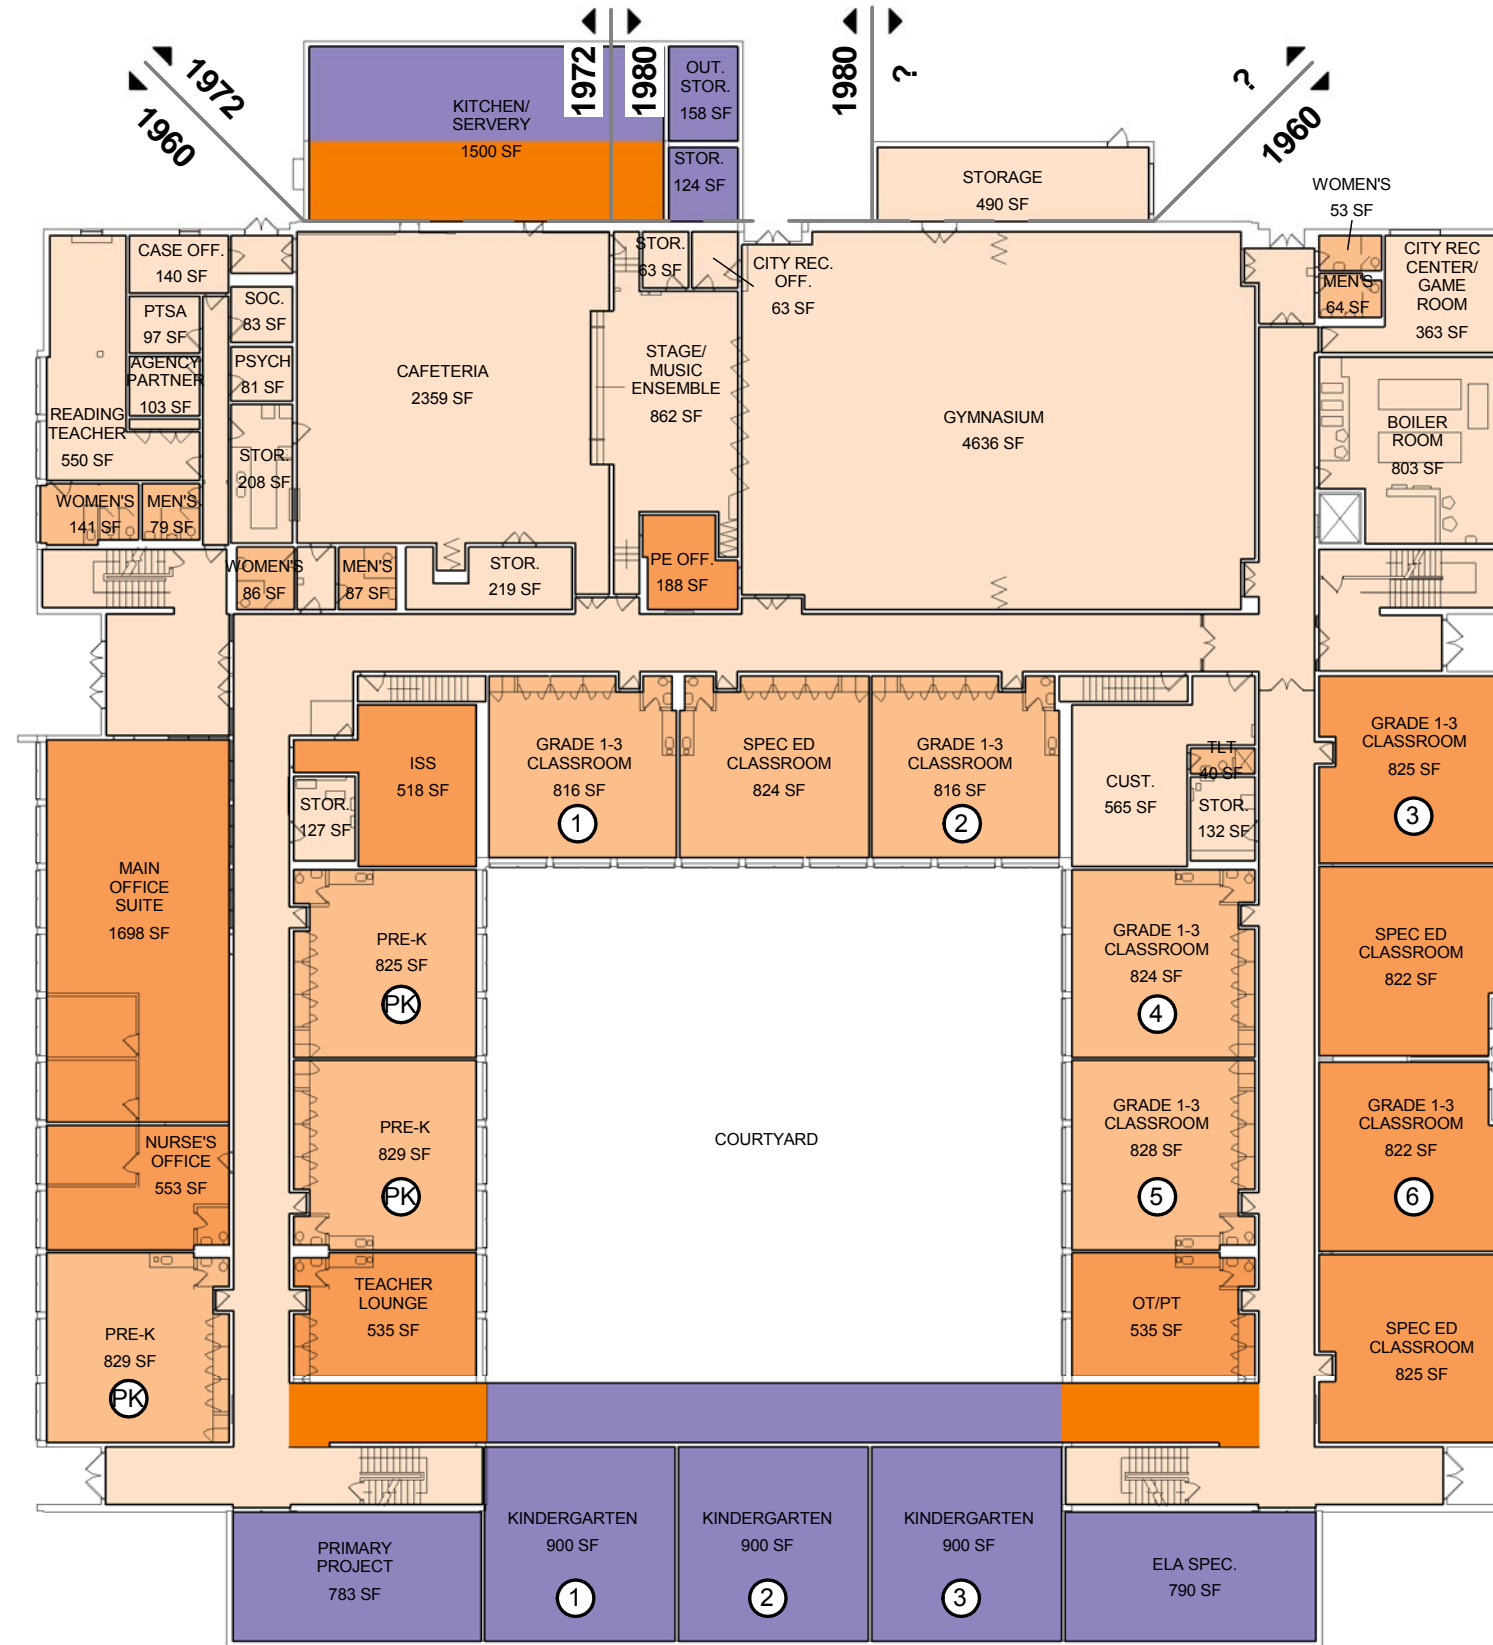 1972
1960
1972
1980
1980
?
?
1960
KITCHEN/
SERVERY
1500 SF
OUT.
STOR.
158 SF
STOR.
124 SF
STORAGE
490 SF
WOMEN'S
53 SF
MEN'S
64 SF
CITY REC
CENTER/
GAME
ROOM
363 SF
CASE OFF.
140 SF
PTSA
97 SF
AGENCY
PARTNER
103 SF
READING
TEACHER
550 SF
SOC.
83 SF
PSYCH
81 SF
STOR.
208 SF
WOMEN'S
141 SF
MEN'S
79 SF
CAFETERIA
2359 SF
STOR.
63 SF
CITY REC.
OFF.
63 SF
STAGE/
MUSIC
ENSEMBLE
862 SF
GYMNASIUM
4636 SF
BOILER
ROOM
803 SF
WOMEN'S
86 SF
MEN'S
87 SF
STOR.
219 SF
PE OFF.
188 SF
ISS
518 SF
STOR.
127 SF
GRADE 1-3
CLASSROOM
816 SF
1
SPEC ED
CLASSROOM
824 SF
GRADE 1-3
CLASSROOM
816 SF
2
CUST.
565 SF
TLT
40 SF
STOR.
132 SF
GRADE 1-3
CLASSROOM
825 SF
3
MAIN
OFFICE
SUITE
1698 SF
PRE-K
825 SF
PK
GRADE 1-3
CLASSROOM
824 SF
4
SPEC ED
CLASSROOM
822 SF
NURSE'S
OFFICE
553 SF
PRE-K
829 SF
PK
COURTYARD
GRADE 1-3
CLASSROOM
828 SF
5
GRADE 1-3
CLASSROOM
822 SF
6
PRE-K
829 SF
PK
TEACHER
LOUNGE
535 SF
OT/PT
535 SF
SPEC ED
CLASSROOM
825 SF
PRIMARY
PROJECT
783 SF
KINDERGARTEN
900 SF
1
KINDERGARTEN
900 SF
2
KINDERGARTEN
900 SF
3
ELA SPEC.
790 SF